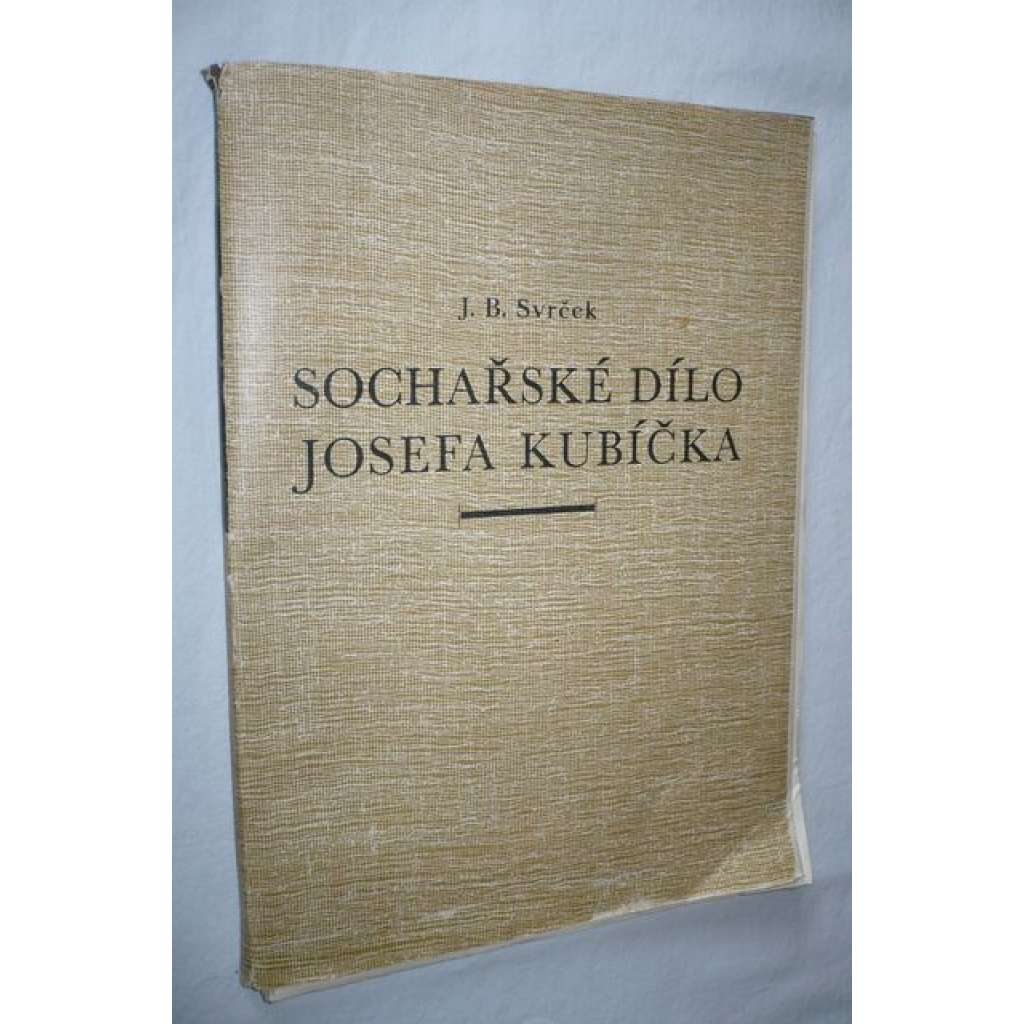 J. B. Svrček
SOCHAŘSKÉ DÍLO
JOSEFA KUBÍČKA